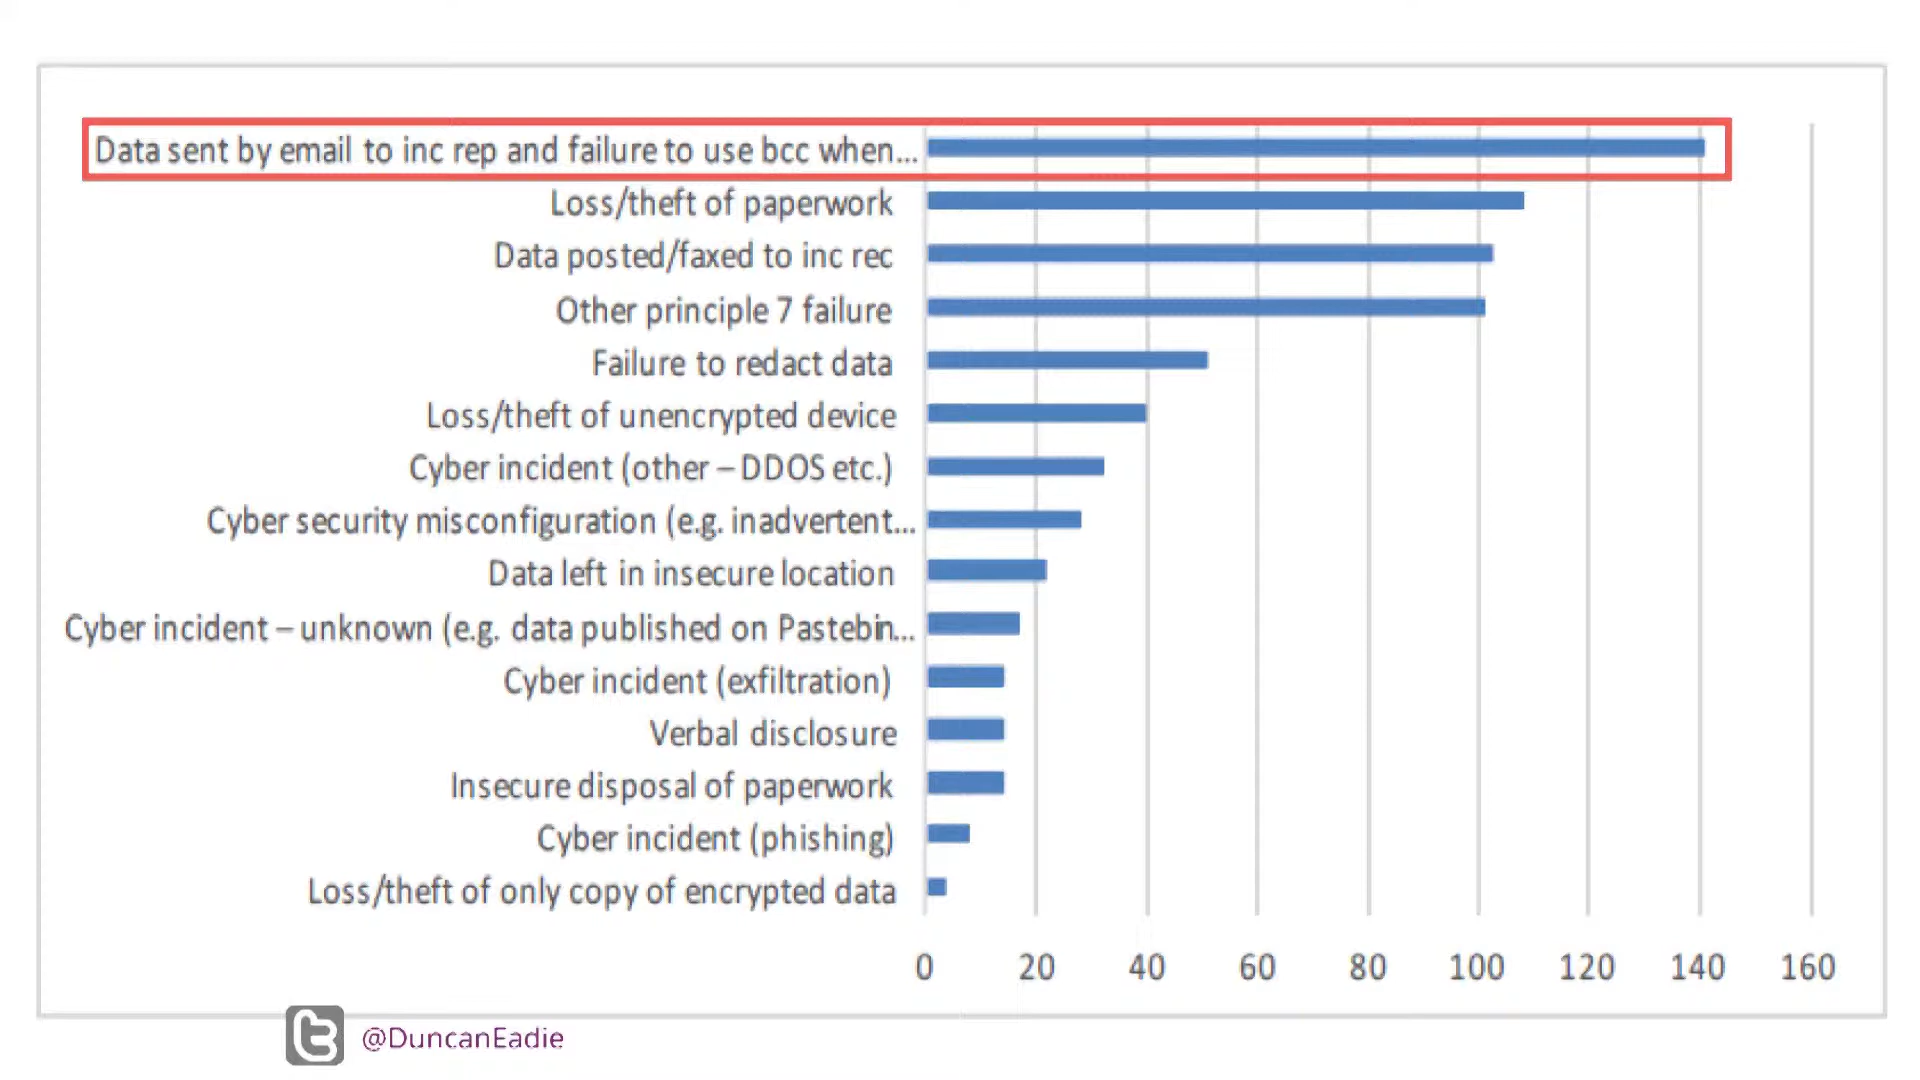 Data sent by email to inc rep and failure to use bcc when...
Loss/theft of paperwork
Data posted/faxed to inc rec
Other principle 7 failure
Failure to redact data
Loss/theft of unencrypted device
Cyber incident (other – DDOS etc.)
Cyber security misconfiguration (e.g. inadvertent...
Data left in insecure location
Cyber incident – unknown (e.g. data published on Pastebin...
Cyber incident (exfiltration)
Verbal disclosure
Insecure disposal of paperwork
Cyber incident (phishing)
Loss/theft of only copy of encrypted data
0 20 40 60 80 100 120 140 160
@DuncanEadie